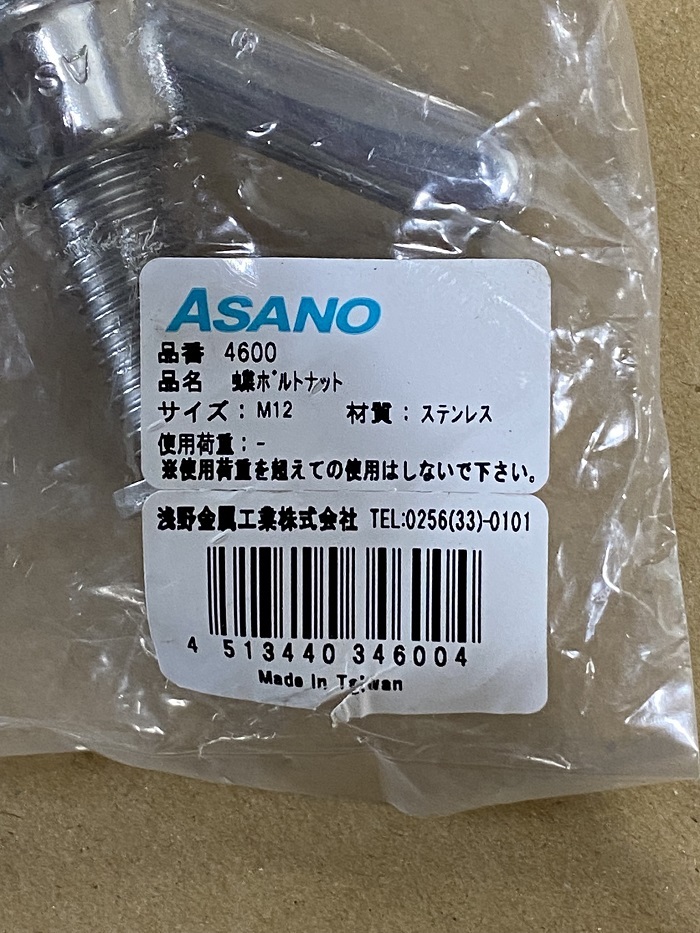 AS
ASANO
品番 4600
品名 蝶ボルトナット
サイズ：M12 材質：ステンレス
使用荷重：-
※使用荷重を超えての使用はしないで下さい。
浅野金属工業株式会社 TEL:0256(33)-0101
4 513440 346004
Made in Taiwan